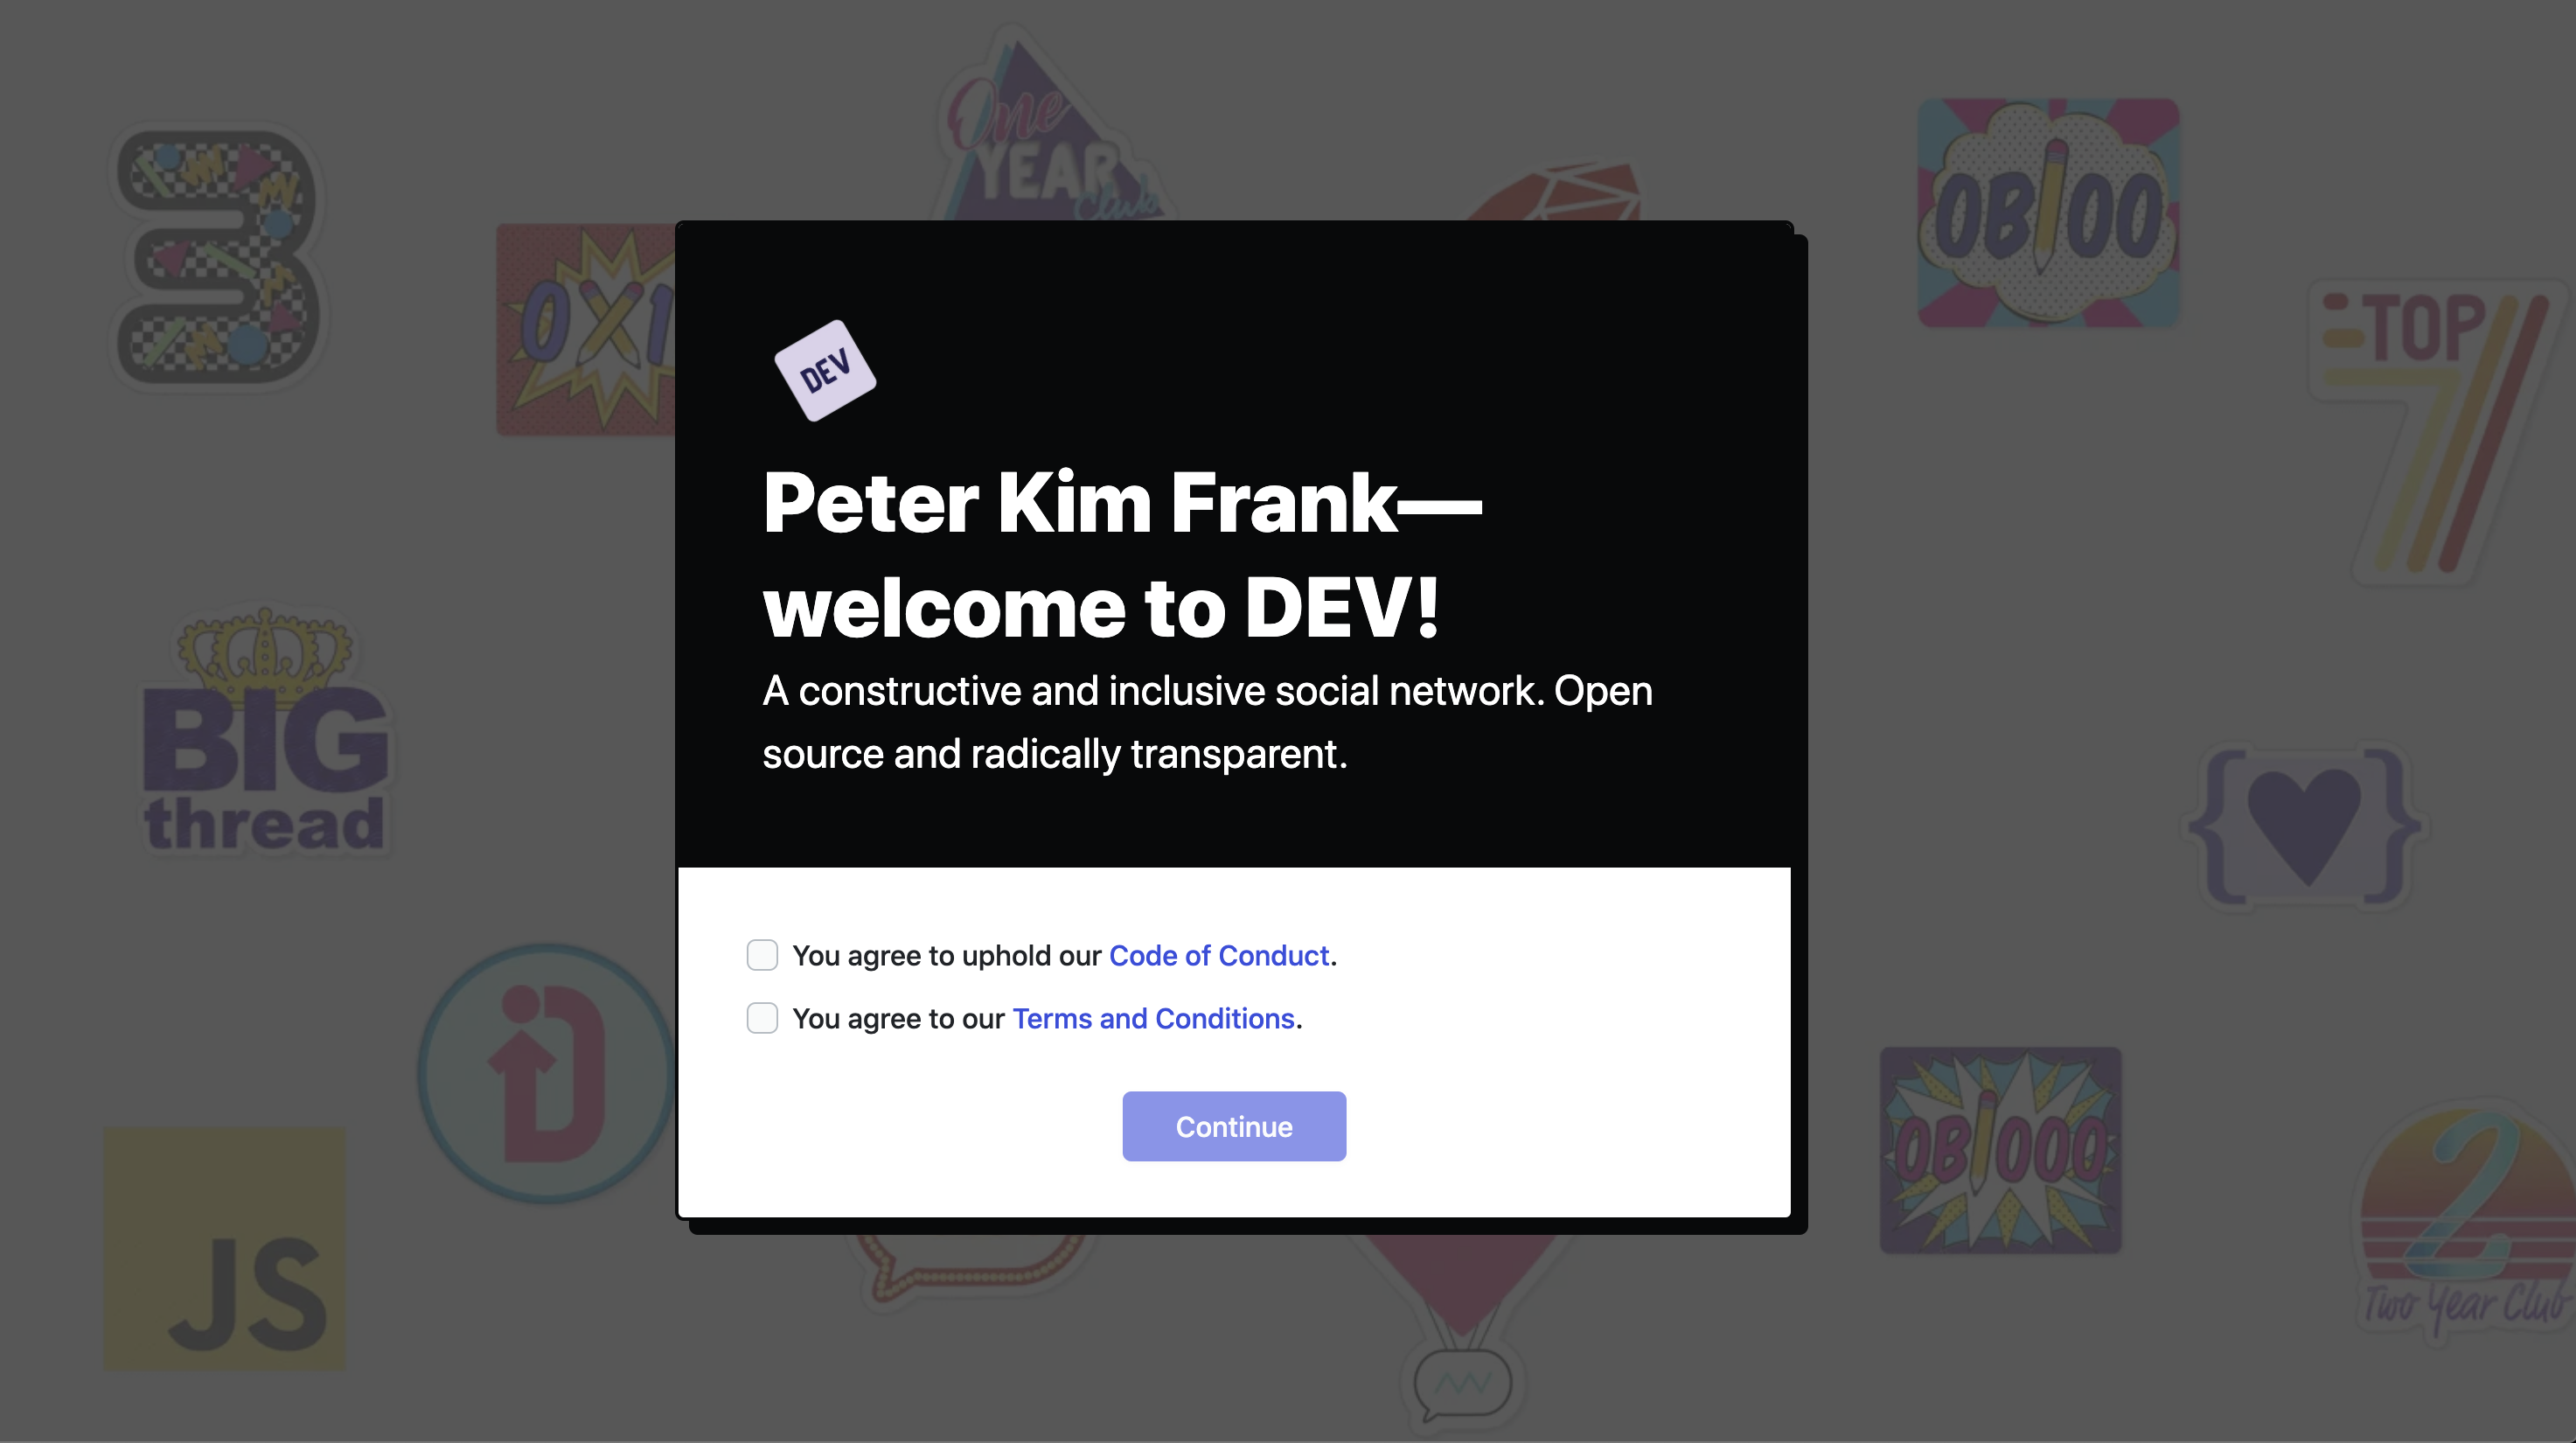 One
YEAR
Club
OB100
0X1
TOP
7
DEV
Peter Kim Frank—
welcome to DEV!
A constructive and inclusive social network. Open
source and radically transparent.
BIG
thread
You agree to uphold our Code of Conduct.
You agree to our Terms and Conditions.
Continue
D
JS
OB1000
2
Two Year Club